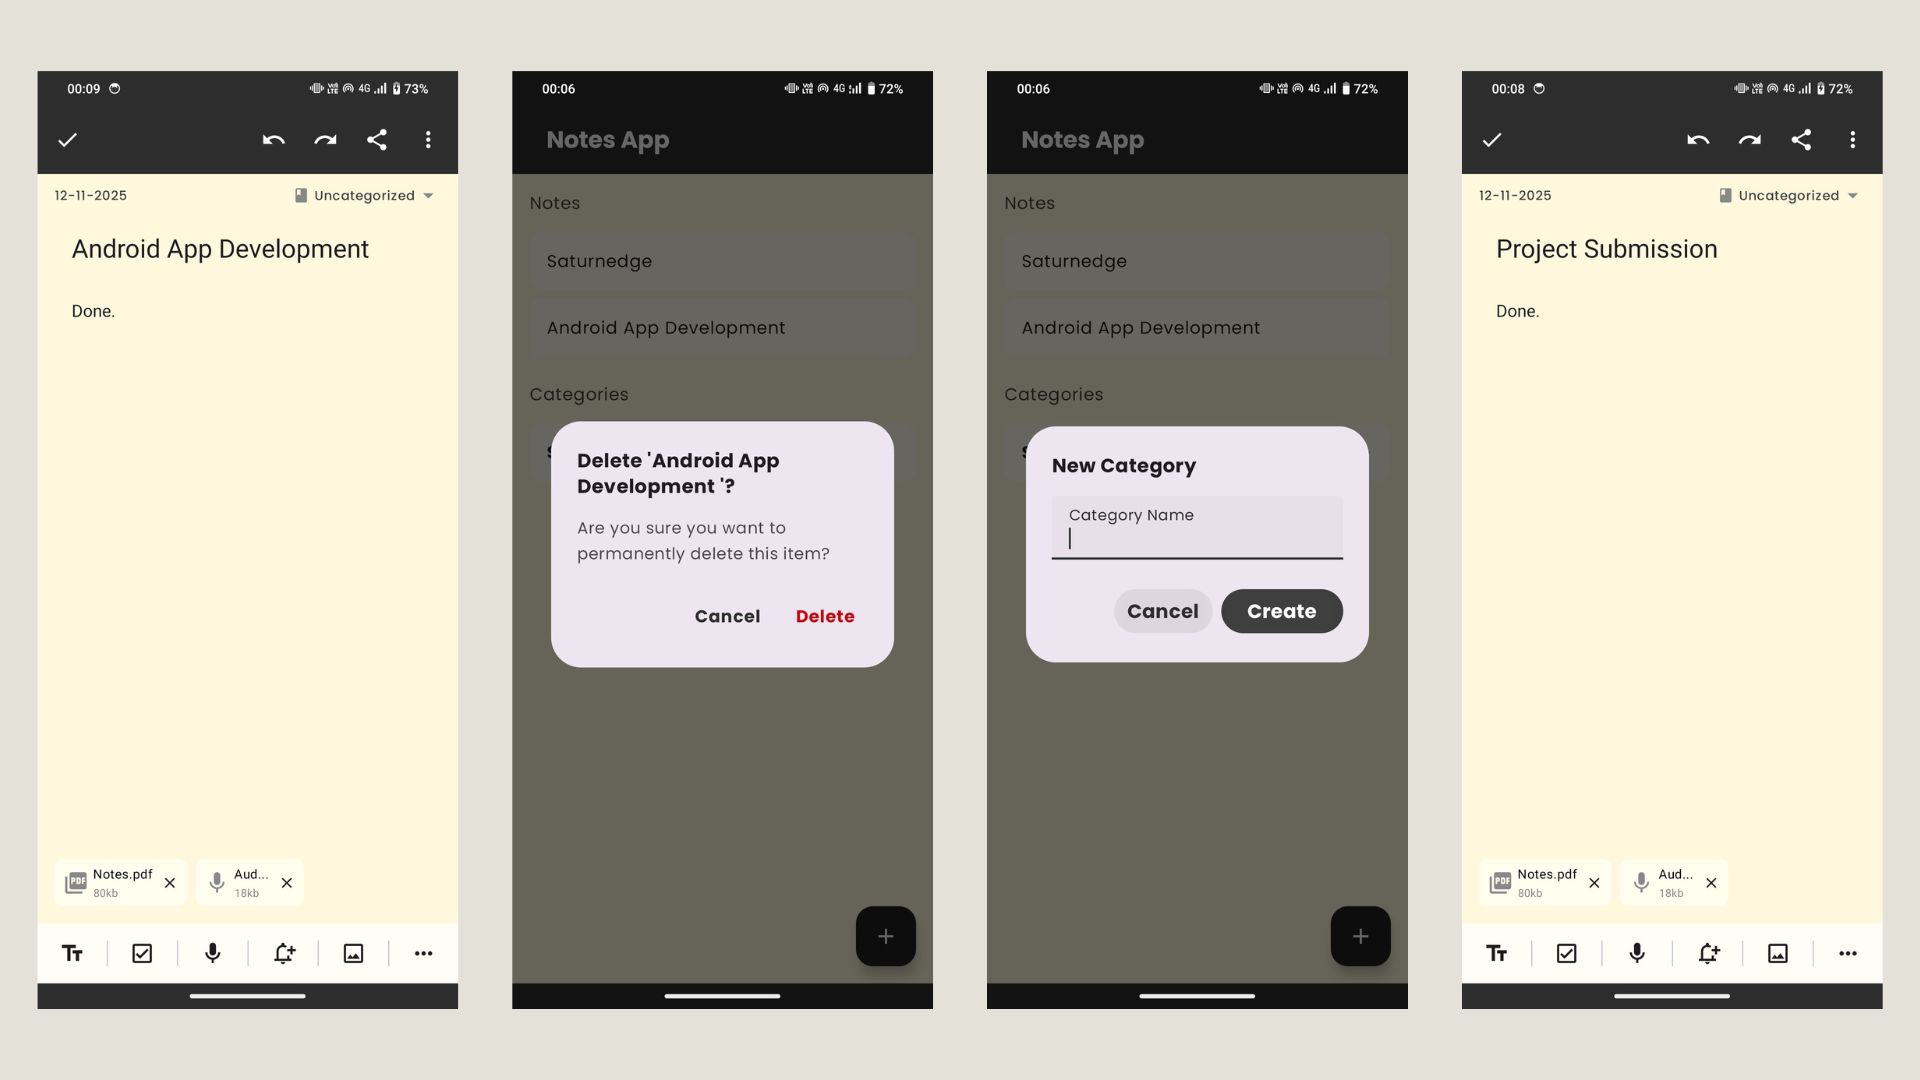 00:09
4G
73%
12-11-2025
Uncategorized
Android App Development
Done.
PDF
Notes.pdf
80kb
Aud...
18kb
Tт
00:06
4G
72%
Notes App
Notes
Saturnedge
Android App Development
Categories
Delete 'Android App
Development '?
Are you sure you want to
permanently delete this item?
Cancel
Delete
00:06
4G
72%
Notes App
Notes
Saturnedge
Android App Development
Categories
New Category
Category Name
Cancel
Create
00:08
4G
72%
12-11-2025
Uncategorized
Project Submission
Done.
PDF
Notes.pdf
80kb
Aud...
18kb
Tт